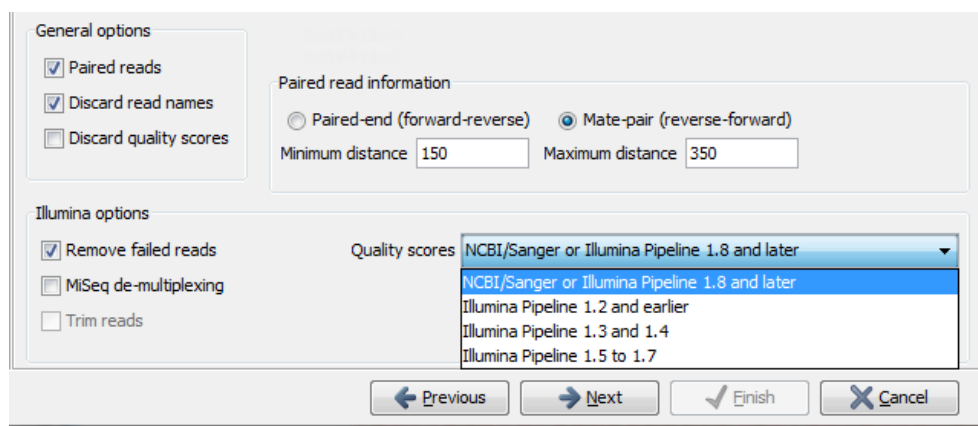 General options
Paired reads
Discard read names
Discard quality scores
Paired read information
Paired-end (forward-reverse) Mate-pair (reverse-forward)
Minimum distance 150 Maximum distance 350
Illumina options
Remove failed reads
MiSeq de-multiplexing
Trim reads
Quality scores NCBI/Sanger or Illumina Pipeline 1.8 and later
NCBI/Sanger or Illumina Pipeline 1.8 and later
Illumina Pipeline 1.2 and earlier
Illumina Pipeline 1.3 and 1.4
Illumina Pipeline 1.5 to 1.7
Previous Next Finish Cancel